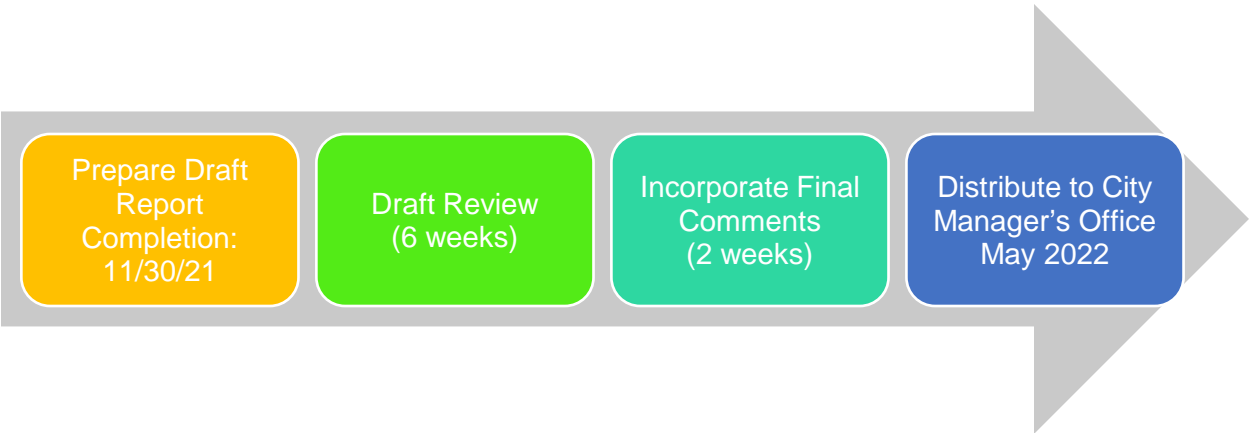 Prepare Draft
Report
Completion:
11/30/21
Draft Review
(6 weeks)
Incorporate Final
Comments
(2 weeks)
Distribute to City
Manager’s Office
May 2022